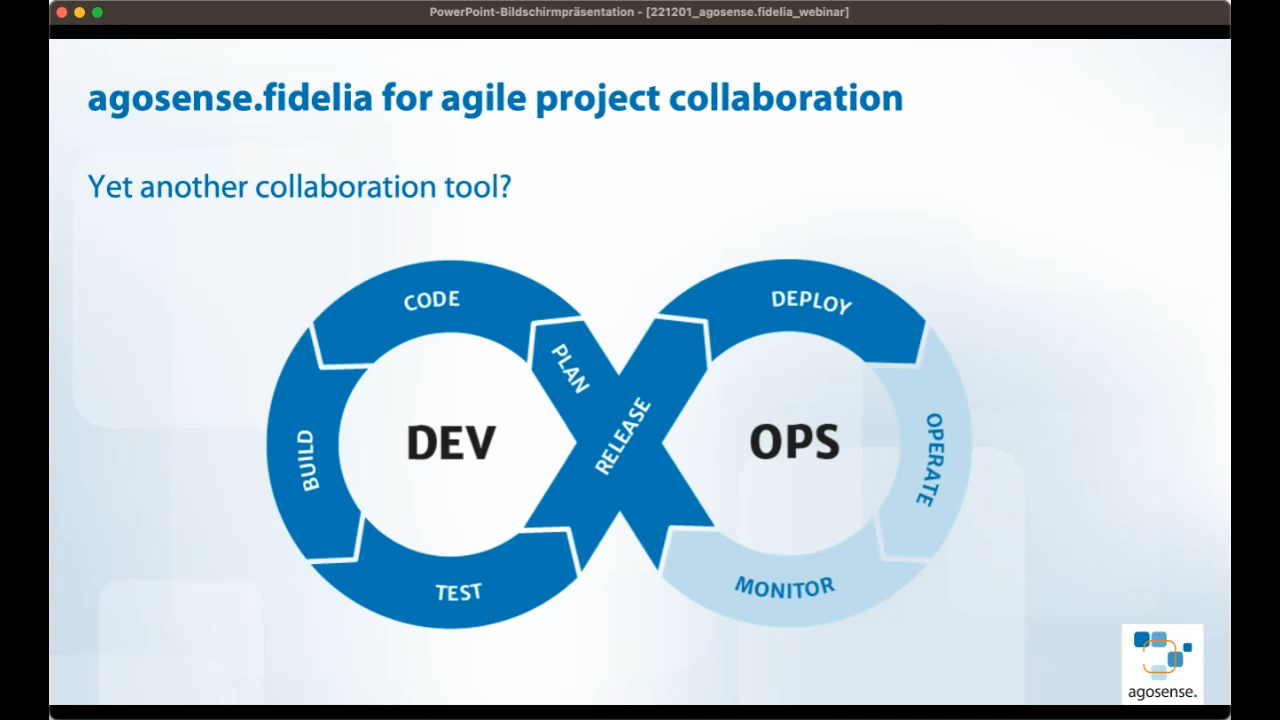 PowerPoint-Bildschirmpräsentation - [221201_agosense.fidelia_webinar]
agosense.fidelia for agile project collaboration
Yet another collaboration tool?
CODE
PLAN
BUILD
DEV
TEST
RELEASE
DEPLOY
OPS
OPERATE
MONITOR
agosense.